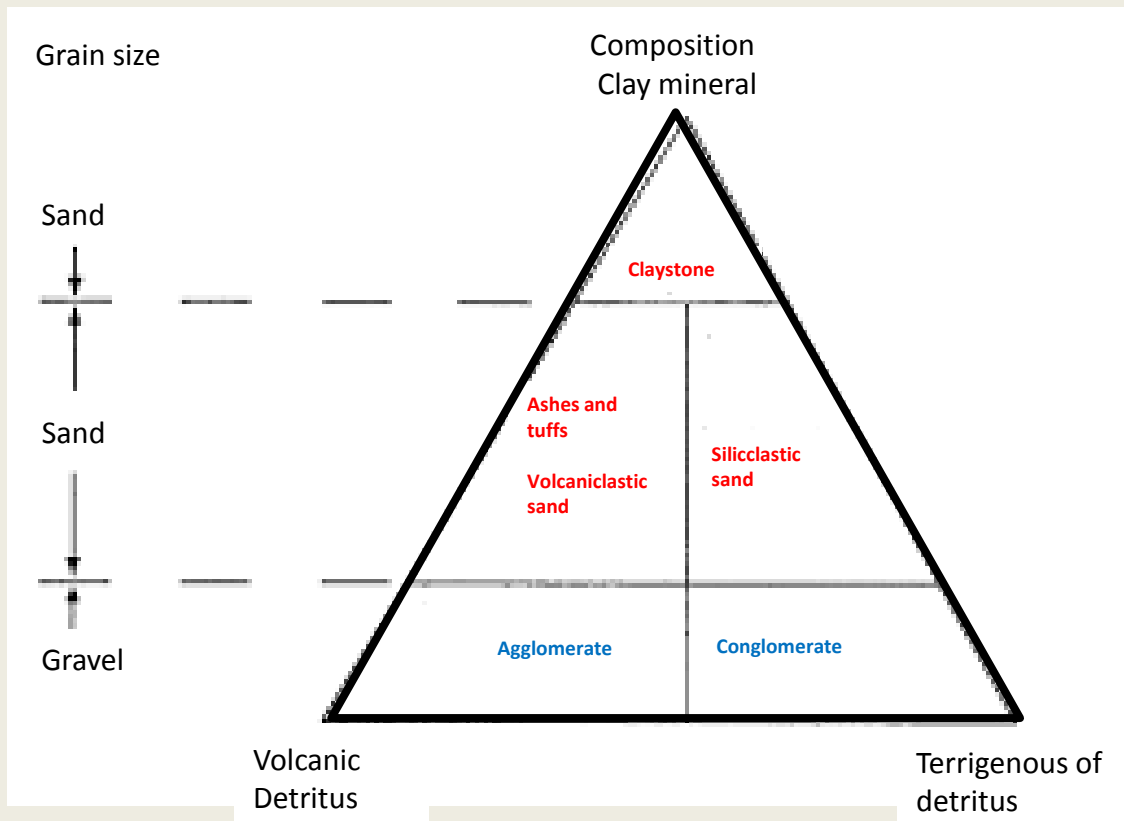 Grain size
Composition
Clay mineral
Sand
Claystone
Ashes and
tuffs
Sand
Silicclastic
sand
Volcaniclastic
sand
Agglomerate
Conglomerate
Gravel
Volcanic
Detritus
Terrigenous of
detritus